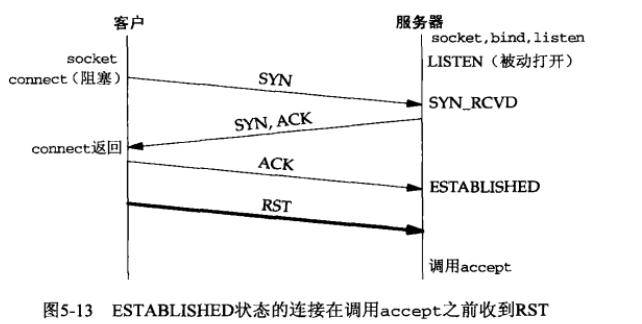 客户
服务器
socket
socket,bind,listen
connect（阻塞）
LISTEN（被动打开）
SYN
SYN_RCVD
SYN, ACK
connect返回
ACK
ESTABLISHED
RST
调用accept
图5-13 ESTABLISHED状态的连接在调用accept之前收到RST